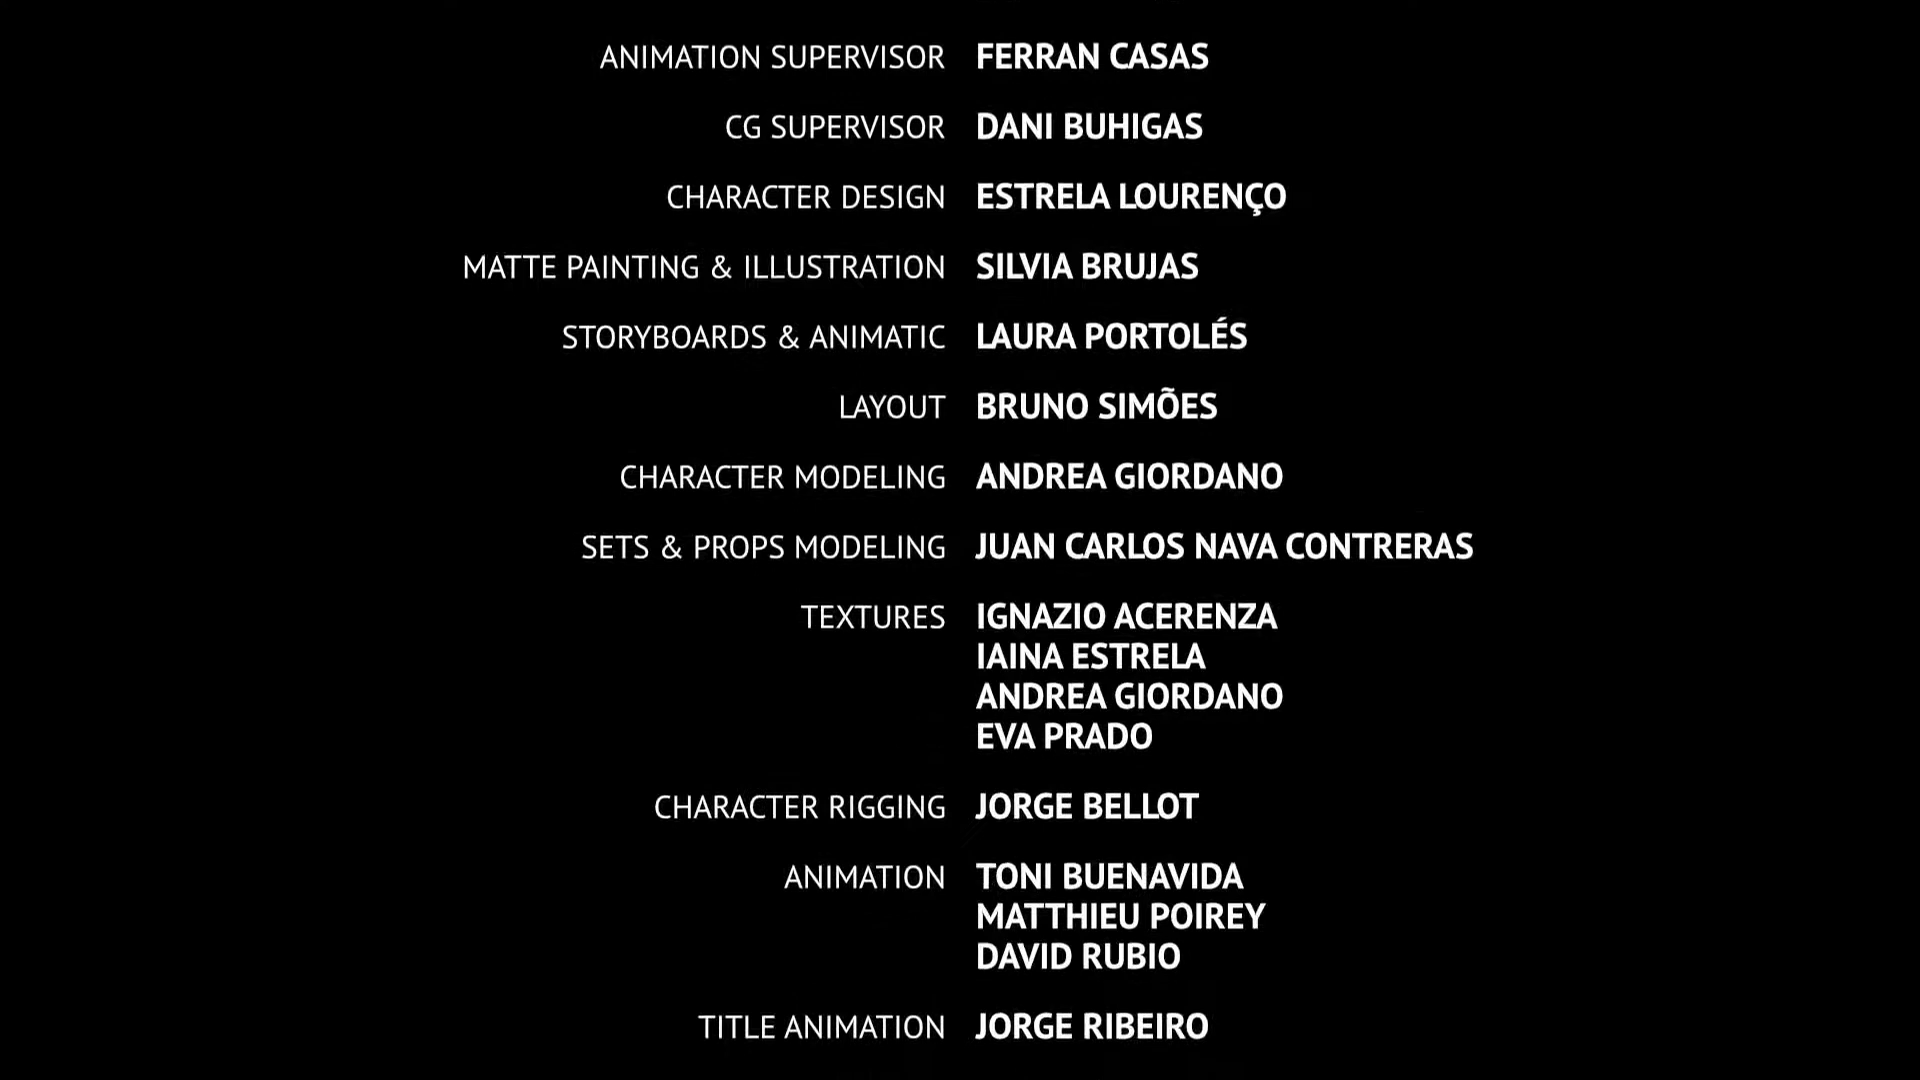 ANIMATION SUPERVISOR FERRAN CASAS
CG SUPERVISOR DANI BUHIGAS
CHARACTER DESIGN ESTRELA LOURENÇO
MATTE PAINTING & ILLUSTRATION SILVIA BRUJAS
STORYBOARDS & ANIMATIC LAURA PORTOLÉS
LAYOUT BRUNO SIMÕES
CHARACTER MODELING ANDREA GIORDANO
SETS & PROPS MODELING JUAN CARLOS NAVA CONTRERAS
TEXTURES IGNAZIO ACERENZA
IAINA ESTRELA
ANDREA GIORDANO
EVA PRADO
CHARACTER RIGGING JORGE BELLOT
ANIMATION TONI BUENAVIDA
MATTHIEU POIREY
DAVID RUBIO
TITLE ANIMATION JORGE RIBEIRO